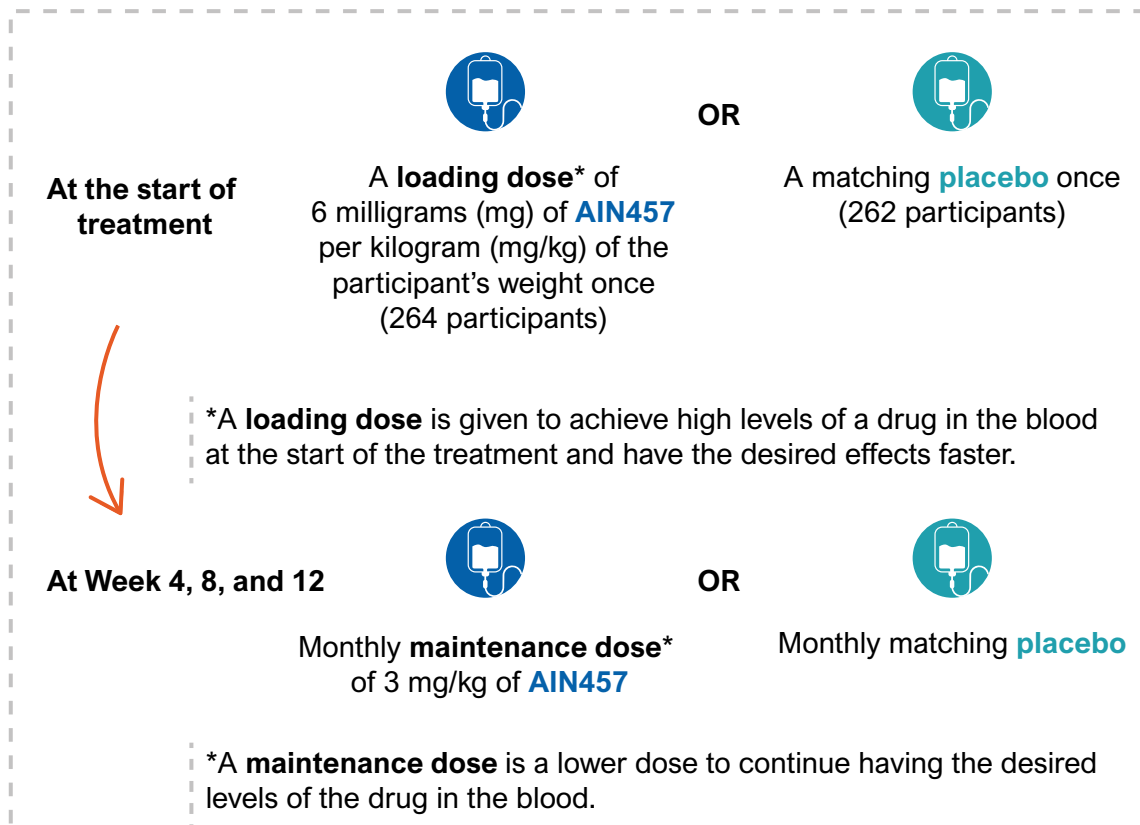 OR
At the start of
treatment
A loading dose* of
6 milligrams (mg) of AIN457
per kilogram (mg/kg) of the
participant’s weight once
(264 participants)
A matching placebo once
(262 participants)
*A loading dose is given to achieve high levels of a drug in the blood
at the start of the treatment and have the desired effects faster.
At Week 4, 8, and 12
OR
Monthly maintenance dose*
of 3 mg/kg of AIN457
Monthly matching placebo
*A maintenance dose is a lower dose to continue having the desired
levels of the drug in the blood.